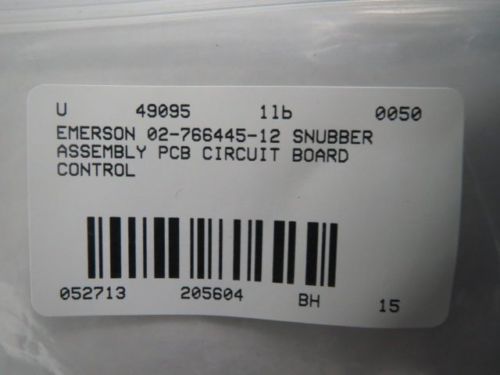 U 49095 1lb 0050
EMERSON 02-766445-12 SNUBBER
ASSEMBLY PCB CIRCUIT BOARD
CONTROL
052713 205604 BH 15